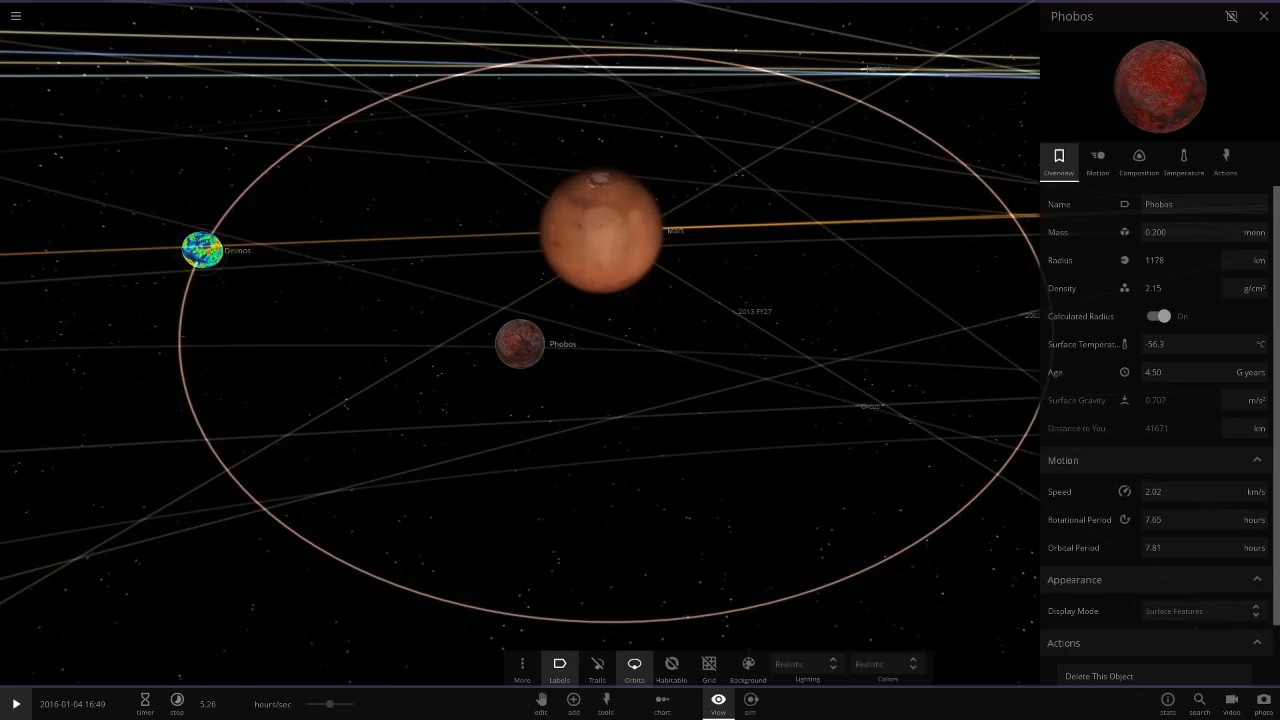 Phobos
Jupiter
Overview Motion Composition Temperature Actions
Name Phobos
Mass 0.200 moon
Mars
Deimos
Radius 1178 km
Density 2.15 g/cm³
2013 FY27
Calculated Radius On
Phobos
Surface Temperat... -56.3 °C
Age 4.50 G years
Surface Gravity 0.707 m/s²
Orcus
Distance to You 41671 km
Motion
Speed 2.02 km/s
Rotational Period 7.65 hours
Orbital Period 7.81 hours
Appearance
Display Mode Surface Features
Actions
Delete This Object
More Labels Trails Orbits Habitable Grid Background Realistic Lighting Realistic Colors
2016-01-04 16:49 timer step 5.26 hours/sec edit add tools chart view sim stats search video photo